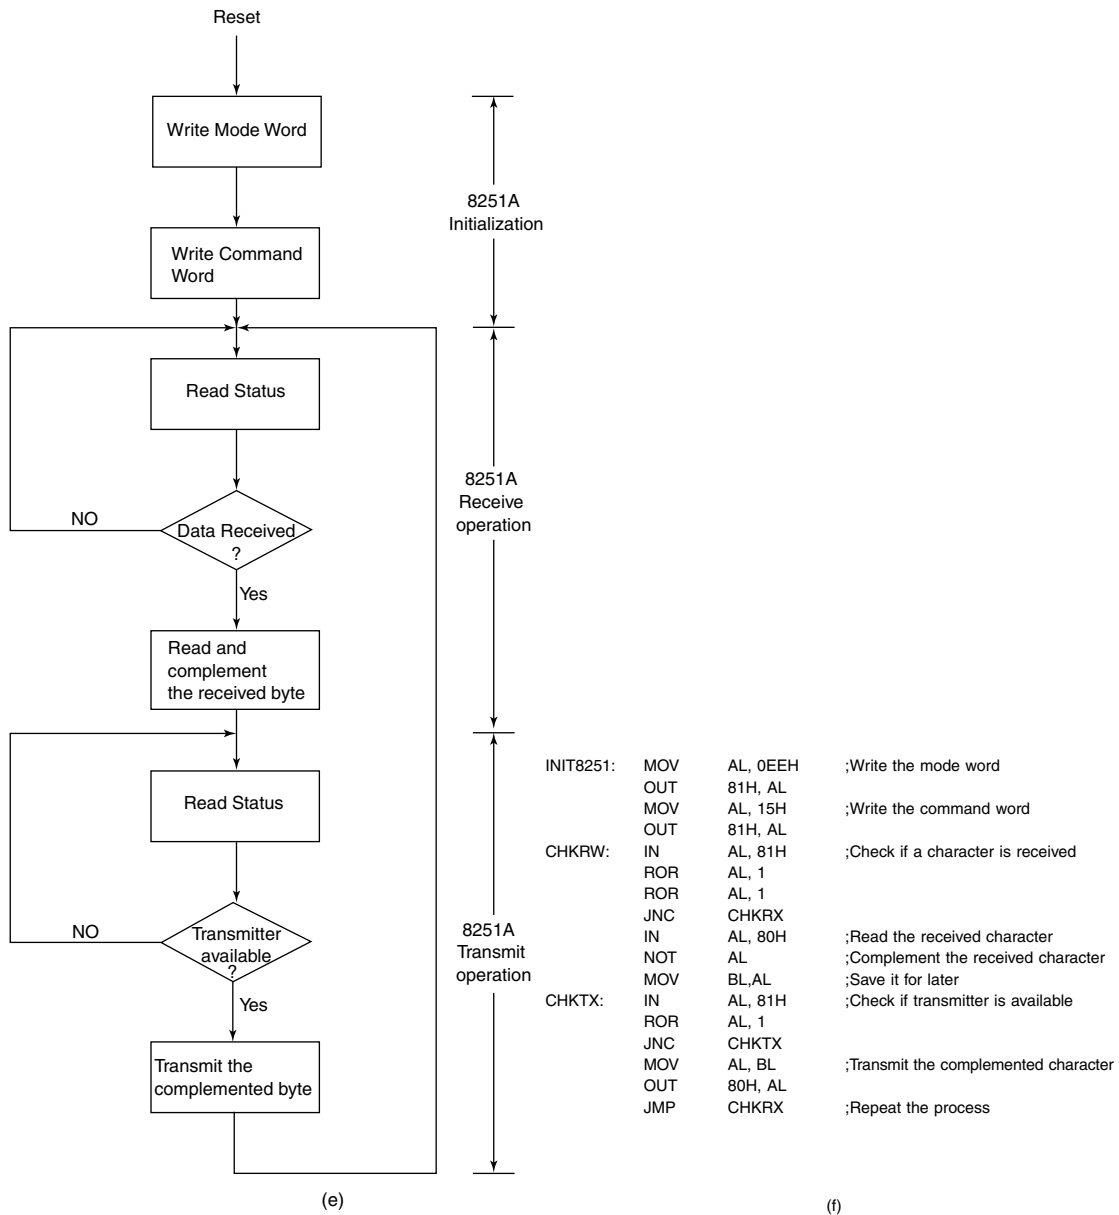 Reset
Write Mode Word
Write Command
Word
Read Status
NO
Data Received
?
Yes
Read and
complement
the received byte
Read Status
NO
Transmitter
available
?
Yes
Transmit the
complemented byte
(e)
8251A
Initialization
8251A
Receive
operation
8251A
Transmit
operation
INIT8251: MOV AL, 0EEH ;Write the mode word
OUT 81H, AL
MOV AL, 15H ;Write the command word
OUT 81H, AL
CHKRW: IN AL, 81H ;Check if a character is received
ROR AL, 1
ROR AL, 1
JNC CHKRX
IN AL, 80H ;Read the received character
NOT AL ;Complement the received character
MOV BL,AL ;Save it for later
CHKTX: IN AL, 81H ;Check if transmitter is available
ROR AL, 1
JNC CHKTX
MOV AL, BL ;Transmit the complemented character
OUT 80H, AL
JMP CHKRX ;Repeat the process
(f)